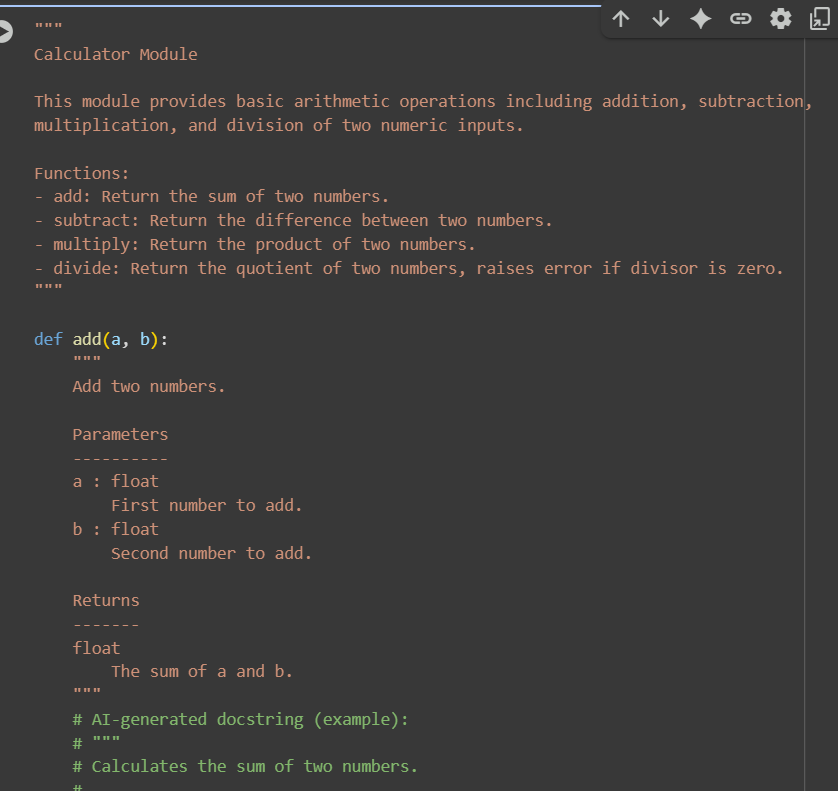 """
Calculator Module

This module provides basic arithmetic operations including addition, subtraction,
multiplication, and division of two numeric inputs.

Functions:
- add: Return the sum of two numbers.
- subtract: Return the difference between two numbers.
- multiply: Return the product of two numbers.
- divide: Return the quotient of two numbers, raises error if divisor is zero.
"""

def add(a, b):
    """
    Add two numbers.

    Parameters
    ----------
    a : float
        First number to add.
    b : float
        Second number to add.

    Returns
    -------
    float
        The sum of a and b.
    """
    # AI-generated docstring (example):
    # """
    # Calculates the sum of two numbers.
    #